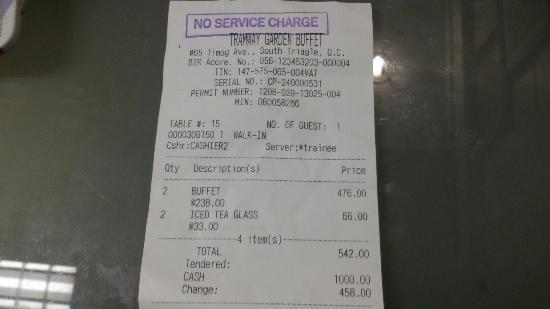 NO SERVICE CHARGE
TRAMWAY GARDEN BUFFET
#65 Timog Ave., South Triagle, Q.C.
BIR Accre. No.: 056-123453203-000004
TIN: 147-575-065-004VAT
SERIAL NO.: CP-240000531
PERMIT NUMBER: 1206-039-13025-004
MIN: 060058266
TABLE #: 15 NO. OF GUEST: 1
0000308150 1 WALK-IN
Cshr:CASHIER2 Server:*trainee
Qty Description(s) Price
2 BUFFET 476.00
@238.00
2 ICED TEA GLASS 66.00
@33.00
4 item(s)
TOTAL 542.00
Tendered:
CASH 1000.00
Change: 458.00